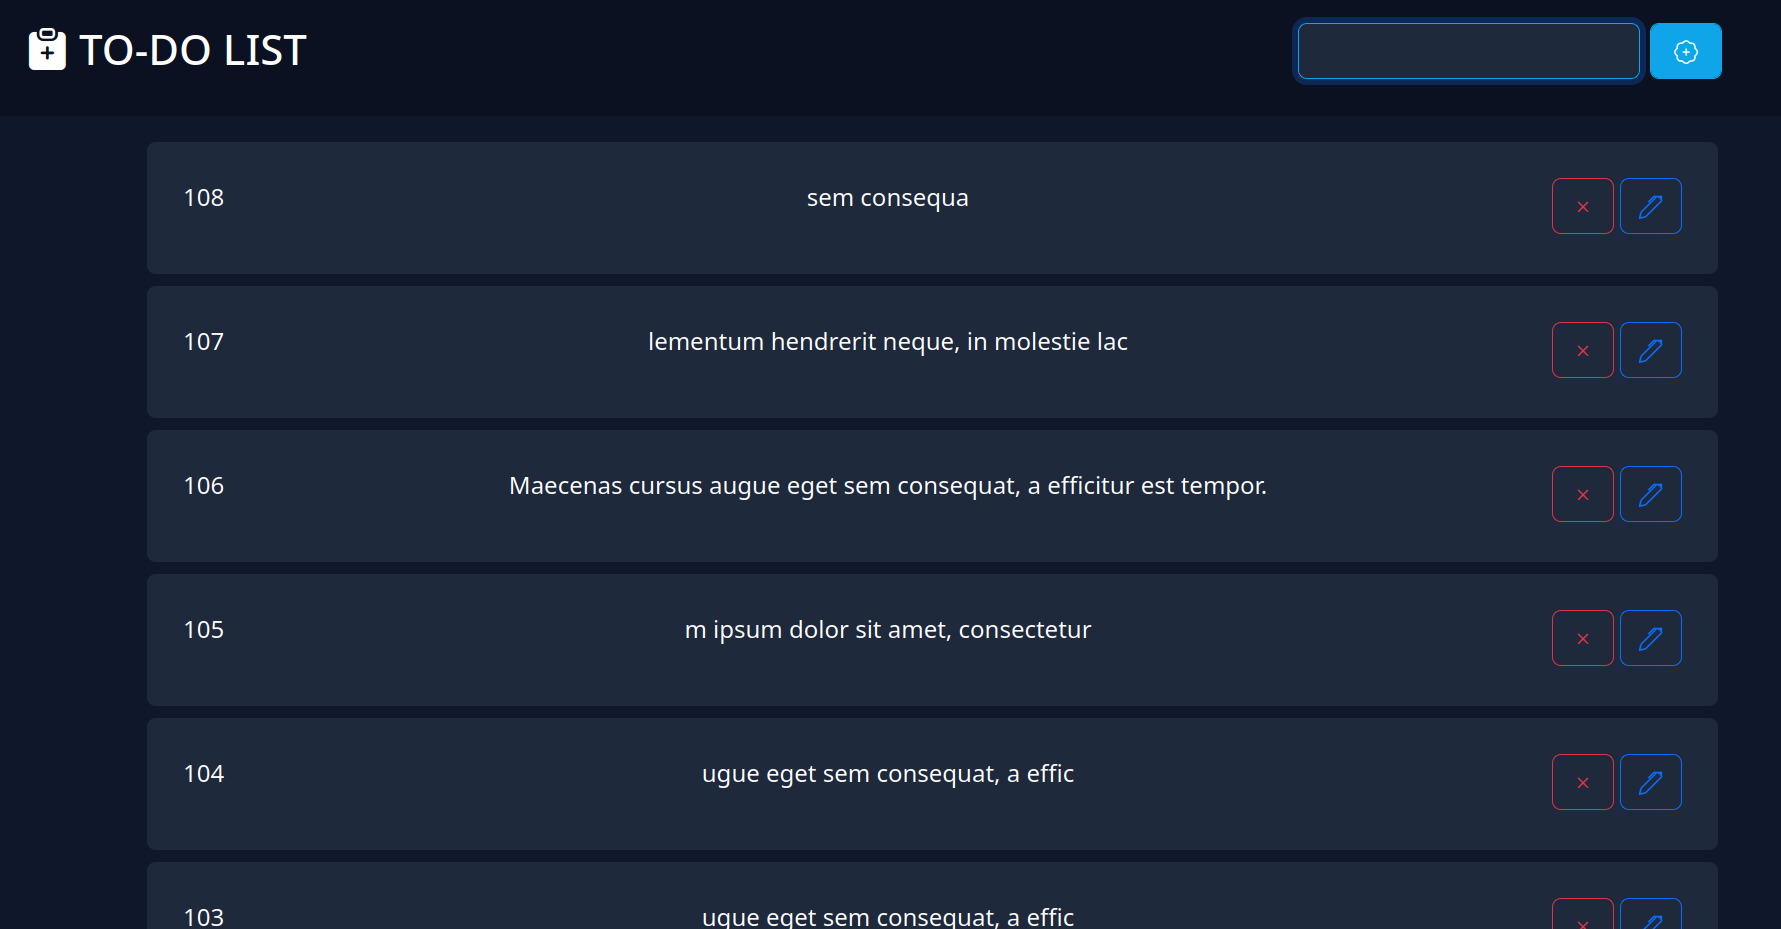 TO-DO LIST
108 sem consequa
107 lementum hendrerit neque, in molestie lac
106 Maecenas cursus augue eget sem consequat, a efficitur est tempor.
105 m ipsum dolor sit amet, consectetur
104 ugue eget sem consequat, a effic
103 ugue eget sem consequat, a effic